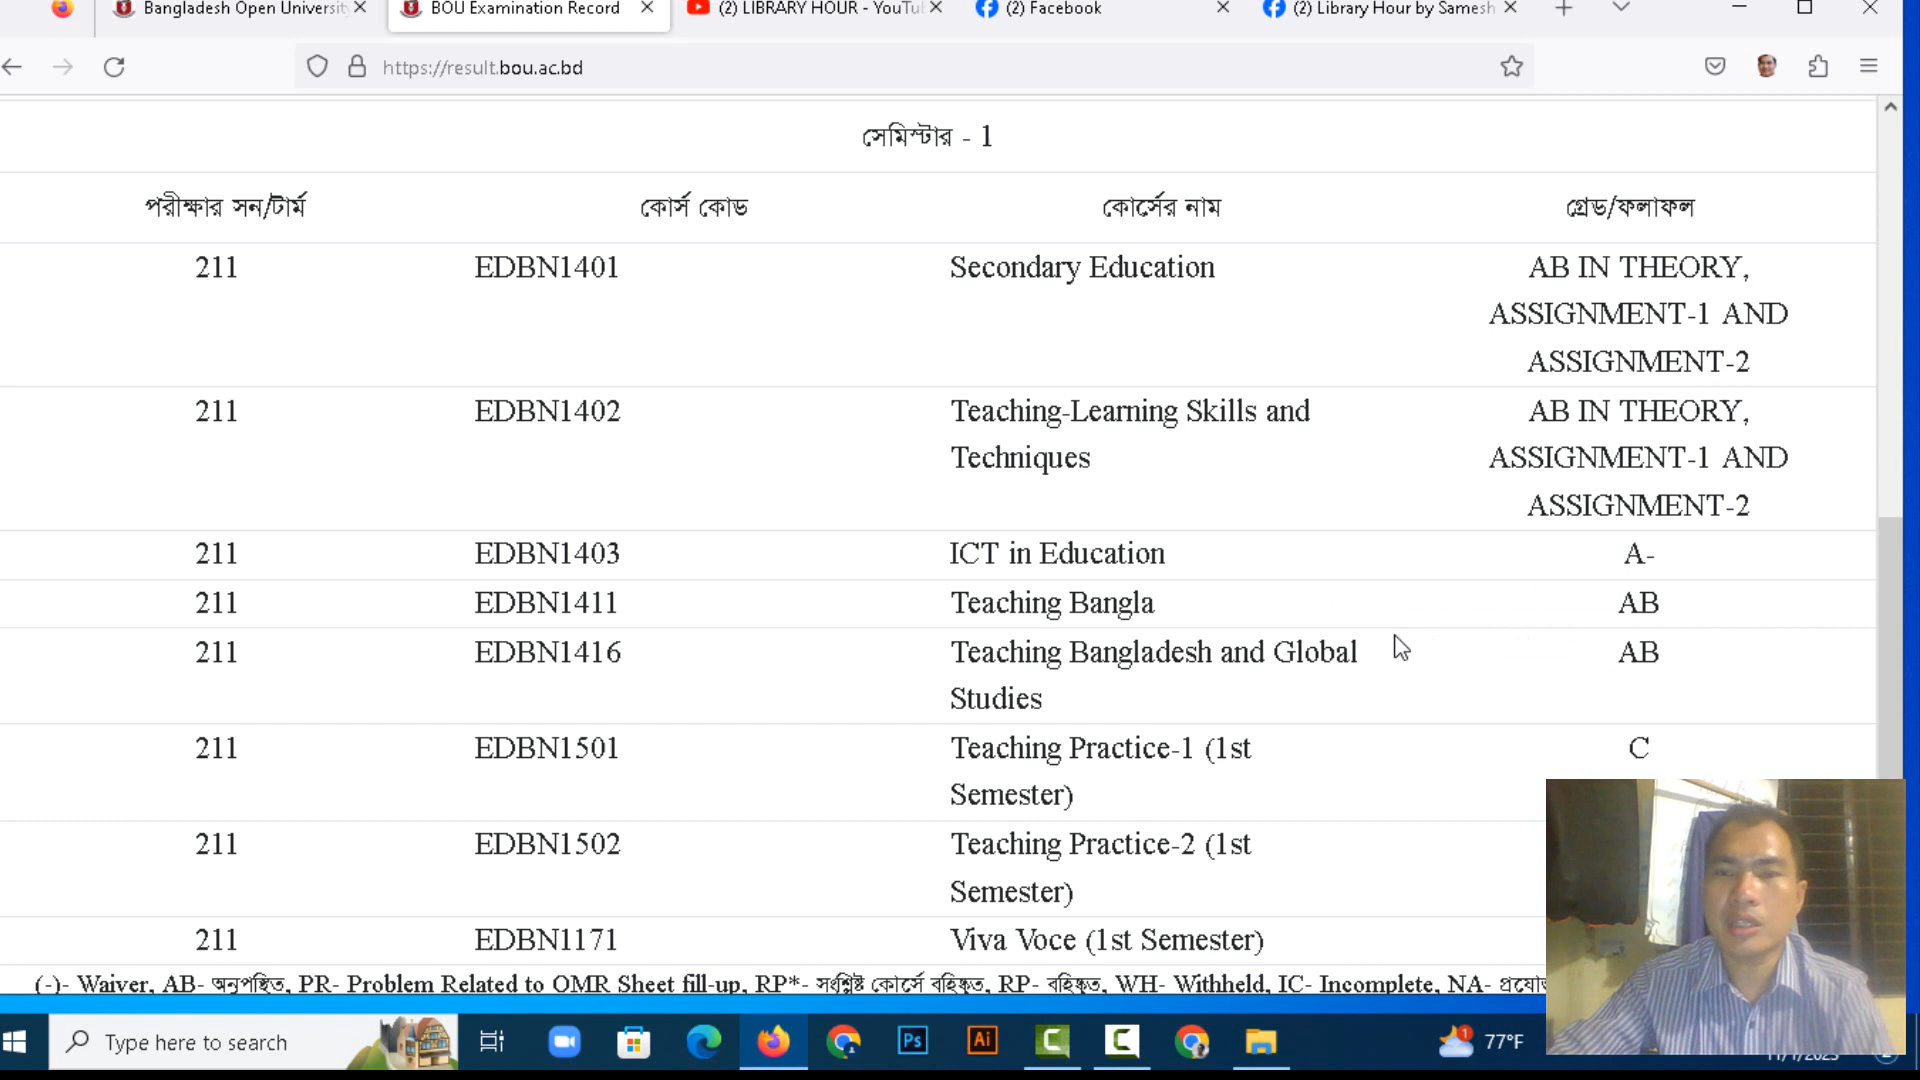 Bangladesh Open Universit
BOU Examination Record
(2) LIBRARY HOUR - YouTu
(2) Facebook
(2) Library Hour by Samesh
https://result.bou.ac.bd
সেমিস্টার - 1
পরীক্ষার সন/টার্ম কোর্স কোড কোর্সের নাম গ্রেড/ফলাফল
211 EDBN1401 Secondary Education AB IN THEORY,
ASSIGNMENT-1 AND
ASSIGNMENT-2
211 EDBN1402 Teaching-Learning Skills and AB IN THEORY,
Techniques ASSIGNMENT-1 AND
ASSIGNMENT-2
211 EDBN1403 ICT in Education A-
211 EDBN1411 Teaching Bangla AB
211 EDBN1416 Teaching Bangladesh and Global AB
Studies
211 EDBN1501 Teaching Practice-1 (1st C
Semester)
211 EDBN1502 Teaching Practice-2 (1st
Semester)
211 EDBN1171 Viva Voce (1st Semester)
(-)- Waiver, AB- অনুপস্থিত, PR- Problem Related to OMR Sheet fill-up, RP*- সংশ্লিষ্ট কোর্সে বহিষ্কৃত, RP- বহিষ্কৃত, WH- Withheld, IC- Incomplete, NA-
Type here to search
Ps
Ai
1
77°F
11/1/2023